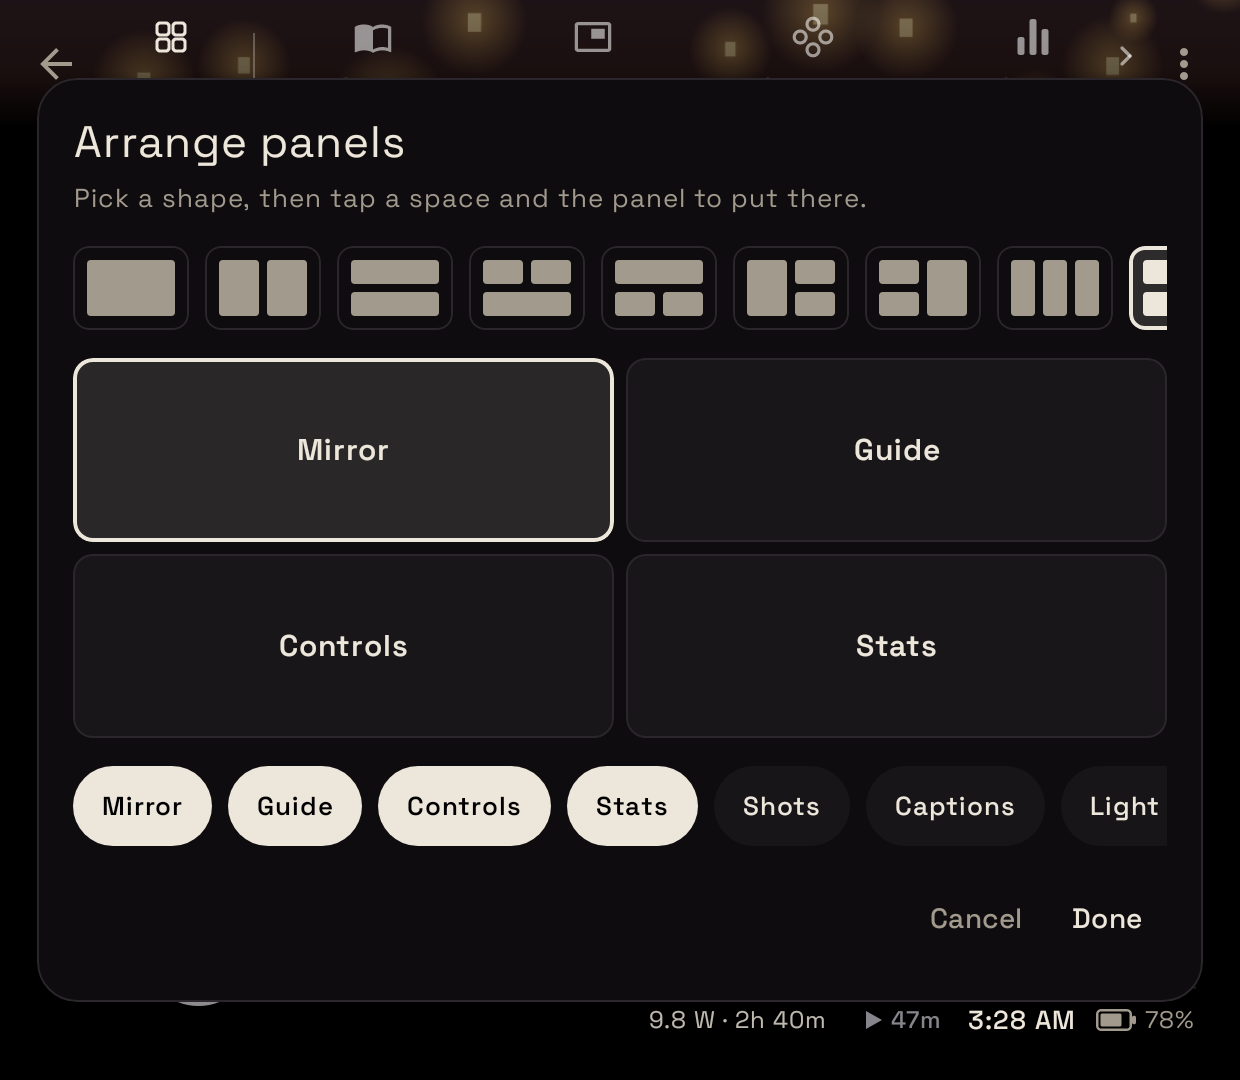 Arrange panels
Pick a shape, then tap a space and the panel to put there.
Mirror
Guide
Controls
Stats
Mirror Guide Controls Stats Shots Captions Light
Cancel Done
9.8 W · 2h 40m 47m 3:28 AM 78%